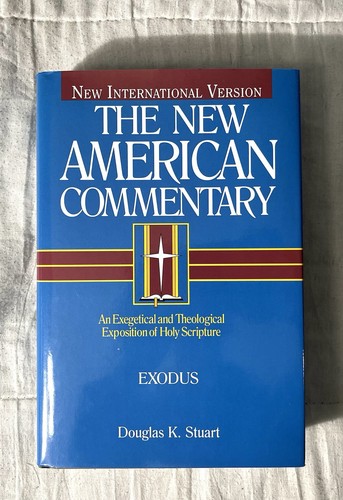 NEW INTERNATIONAL VERSION
THE NEW
AMERICAN
COMMENTARY
An Exegetical and Theological
Exposition of Holy Scripture
EXODUS
Douglas K. Stuart